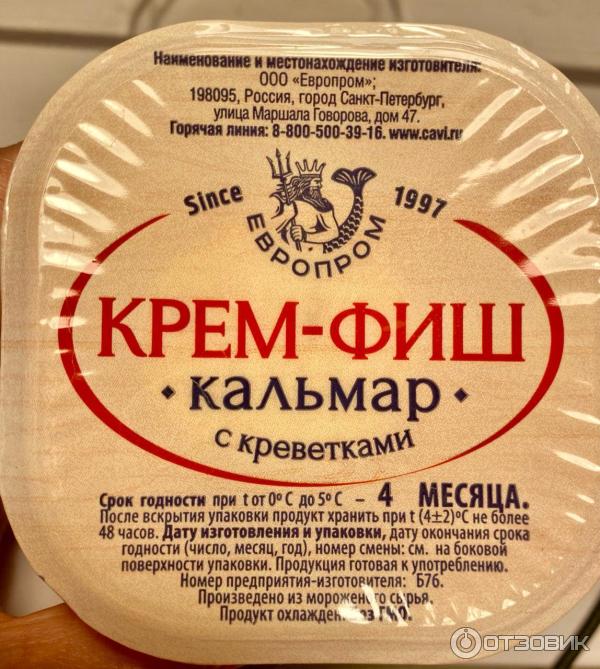 Наименование и местонахождение изготовителя:
ООО «Европром»;
198095, Россия, город Санкт-Петербург,
улица Маршала Говорова, дом 47.
Горячая линия: 8-800-500-39-16. www.cavi.ru
Since 1997
ЕВРОПРОМ
КРЕМ-ФИШ
• кальмар •
с креветками
Срок годности при t от 0°С до 5°С – 4 МЕСЯЦА.
После вскрытия упаковки продукт хранить при t (4±2)°С не более
48 часов. Дату изготовления и упаковки, дату окончания срока
годности (число, месяц, год), номер смены: см. на боковой
поверхности упаковки. Продукция готовая к употреблению.
Номер предприятия-изготовителя: Б76.
Произведено из мороженого сырья.
Продукт охлажден. Без ГМО.
ОТЗОВИК